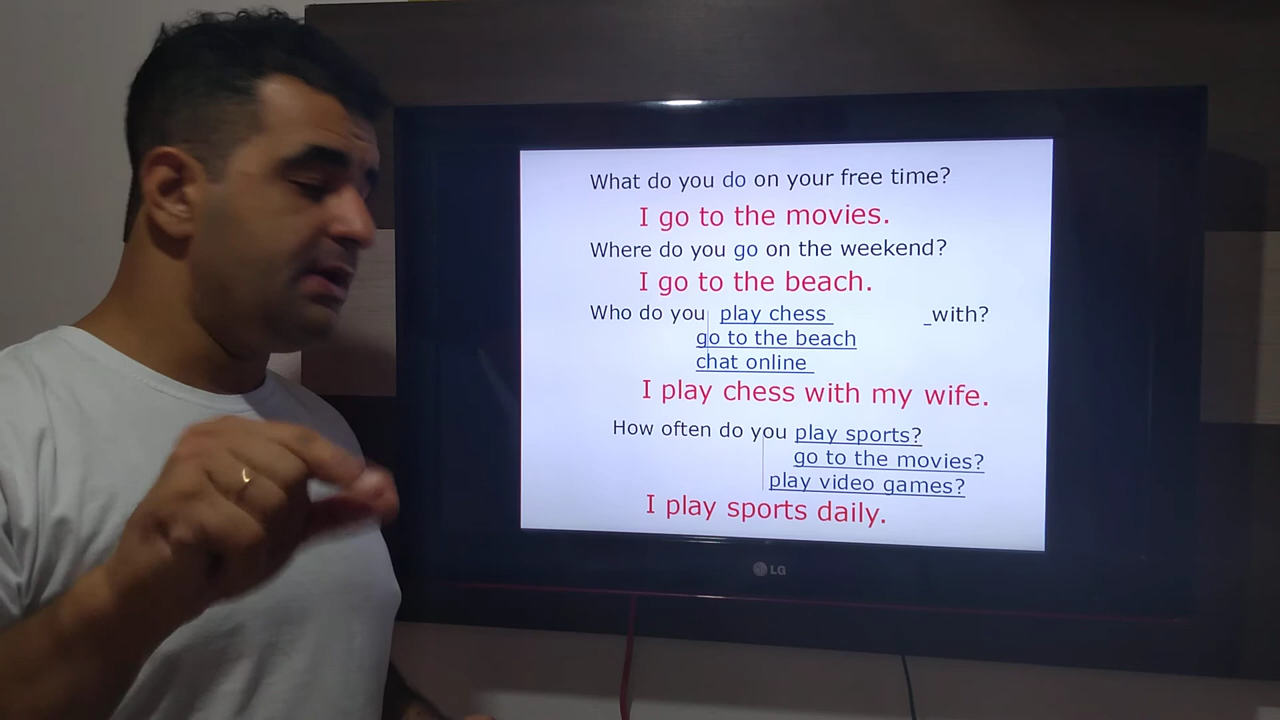 What do you do on your free time?
I go to the movies.
Where do you go on the weekend?
I go to the beach.
Who do you play chess _with?
go to the beach
chat online
I play chess with my wife.
How often do you play sports?
go to the movies?
play video games?
I play sports daily.
LG